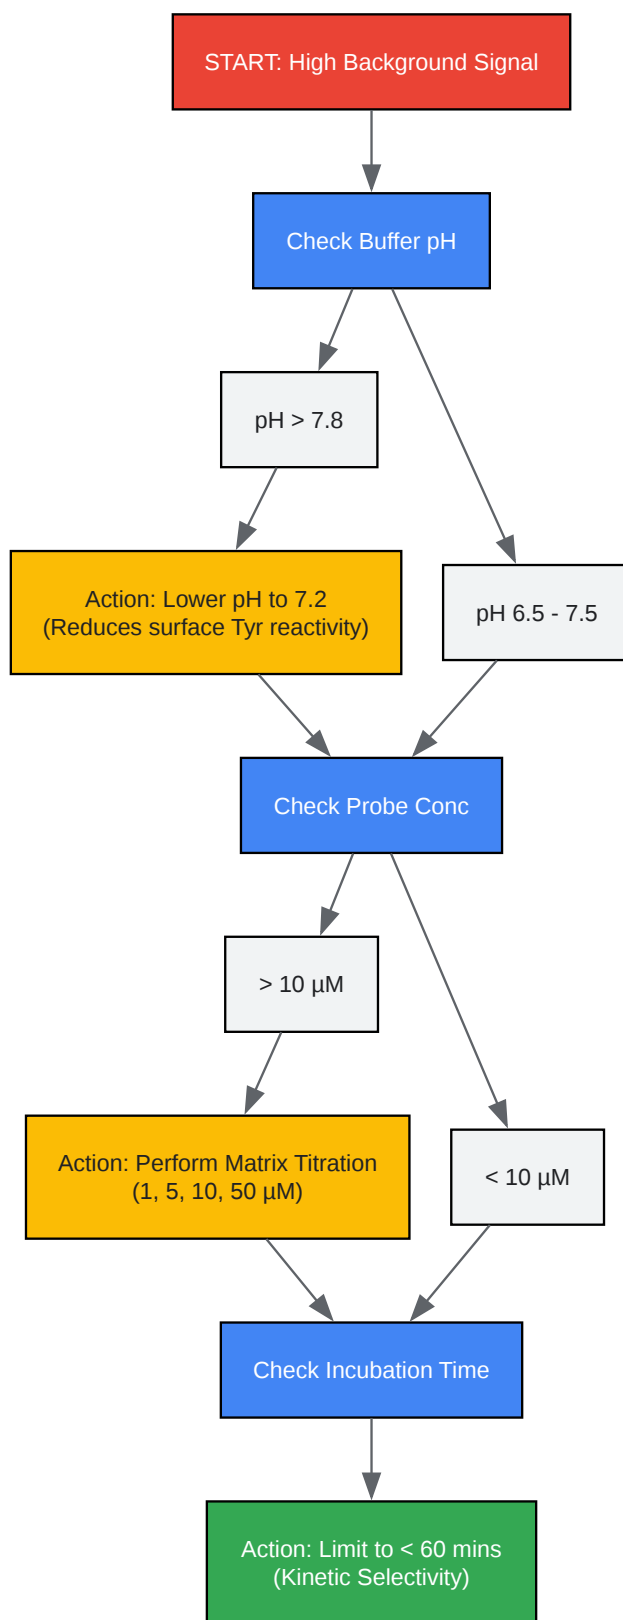 START: High Background Signal
Check Buffer pH
pH > 7.8
Action: Lower pH to 7.2
(Reduces surface Tyr reactivity)
pH 6.5 - 7.5
Check Probe Conc
> 10 µM
Action: Perform Matrix Titration
(1, 5, 10, 50 µM)
< 10 µM
Check Incubation Time
Action: Limit to < 60 mins
(Kinetic Selectivity)